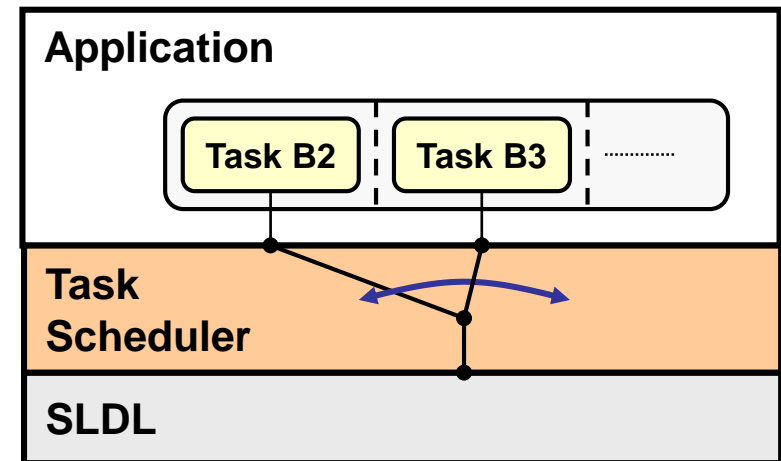 Application
Task B2
Task B3
..............
Task
Scheduler
SLDL